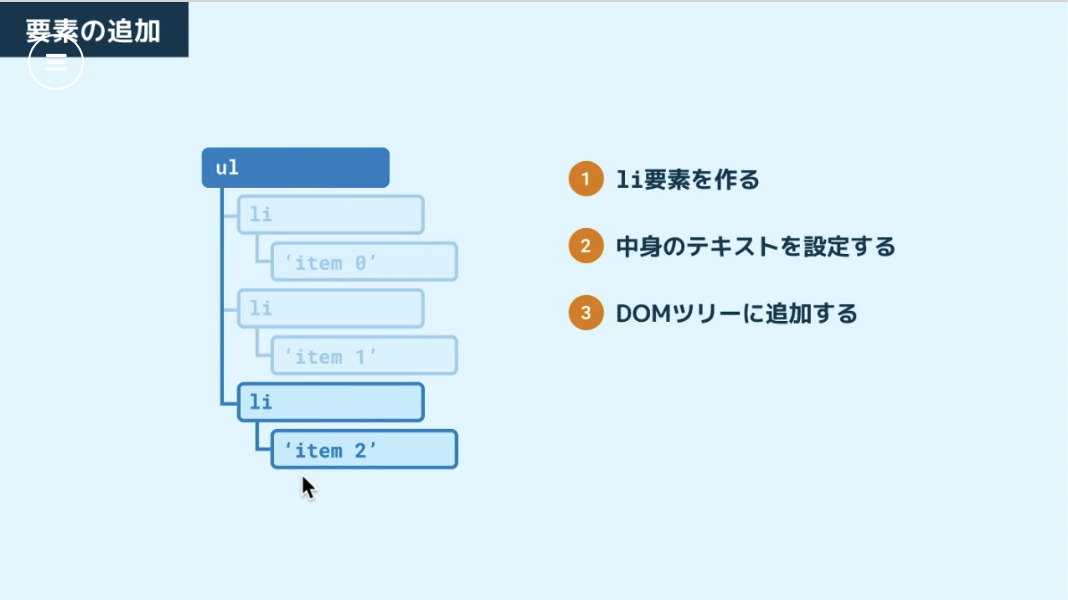 要素の追加
ul
li
‘item 0’
li
‘item 1’
li
‘item 2’
1 li要素を作る
2 中身のテキストを設定する
3 DOMツリーに追加する